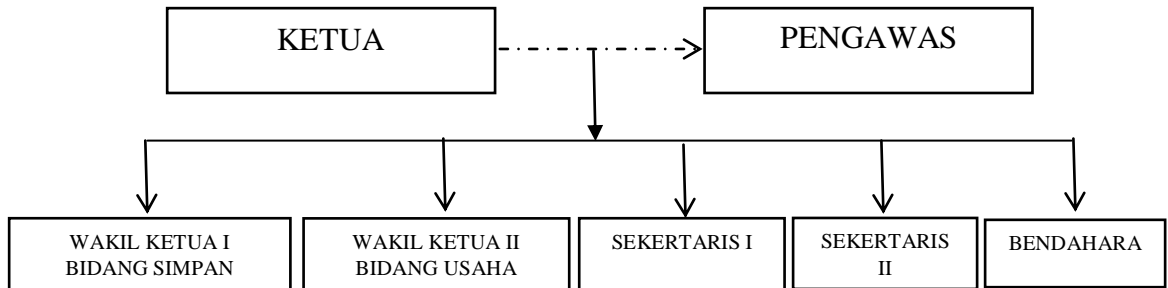 KETUA
PENGAWAS
WAKIL KETUA I
BIDANG SIMPAN
WAKIL KETUA II
BIDANG USAHA
SEKERTARIS I
SEKERTARIS
II
BENDAHARA